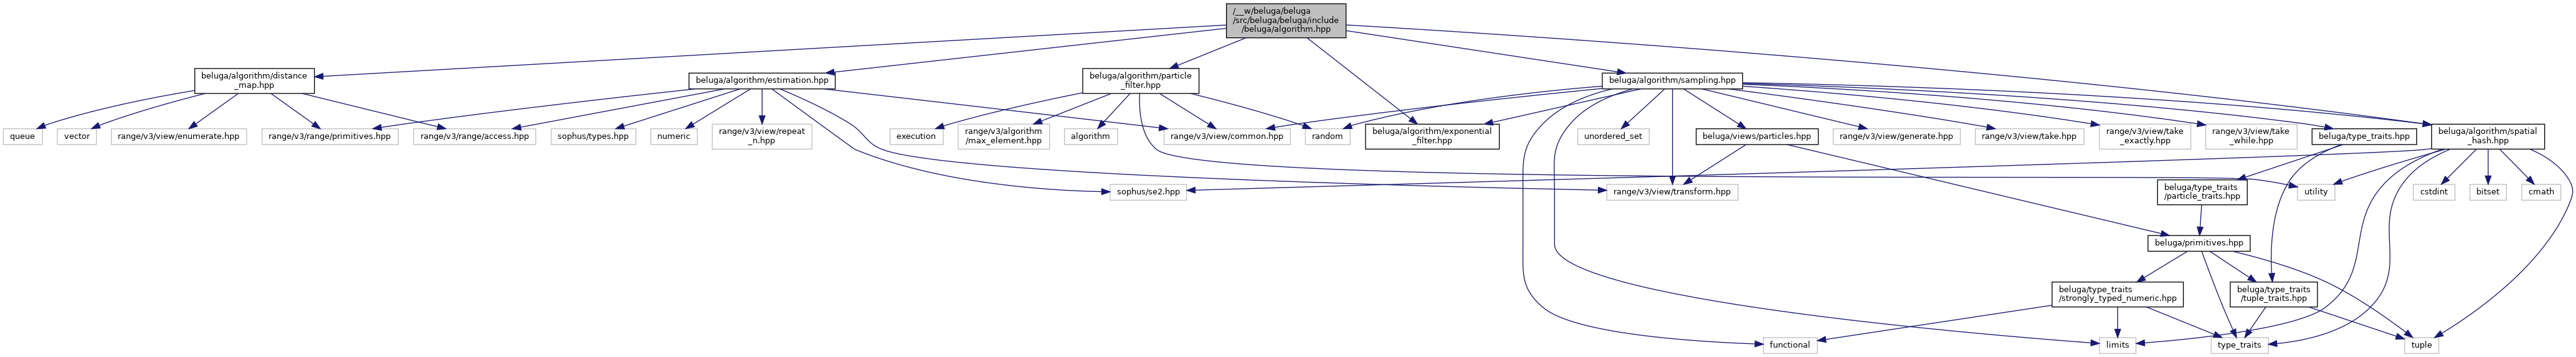 /__w/beluga/beluga
/src/beluga/beluga/include
/beluga/algorithm.hpp
beluga/algorithm/distance
_map.hpp
beluga/algorithm/estimation.hpp
beluga/algorithm/particle
_filter.hpp
beluga/algorithm/sampling.hpp
queue
vector
range/v3/view/enumerate.hpp
range/v3/range/primitives.hpp
range/v3/range/access.hpp
sophus/types.hpp
numeric
range/v3/view/repeat
_n.hpp
execution
range/v3/algorithm
/max_element.hpp
algorithm
range/v3/view/common.hpp
random
beluga/algorithm/exponential
_filter.hpp
unordered_set
beluga/views/particles.hpp
range/v3/view/generate.hpp
range/v3/view/take.hpp
range/v3/view/take
_exactly.hpp
range/v3/view/take
_while.hpp
beluga/type_traits.hpp
beluga/algorithm/spatial
_hash.hpp
sophus/se2.hpp
range/v3/view/transform.hpp
beluga/type_traits
/particle_traits.hpp
utility
cstdint
bitset
cmath
beluga/primitives.hpp
beluga/type_traits
/strongly_typed_numeric.hpp
beluga/type_traits
/tuple_traits.hpp
functional
limits
type_traits
tuple